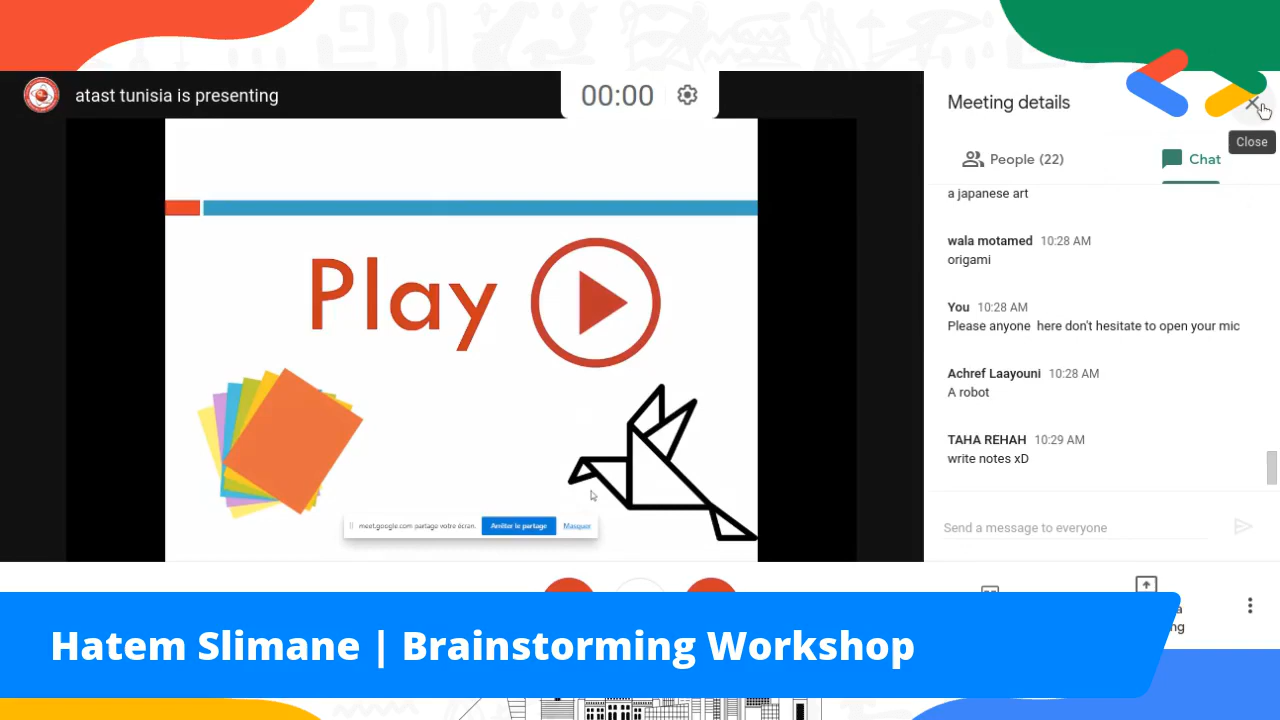 atast tunisia is presenting
00:00
Meeting details
Close
People (22)
Chat
a japanese art
wala motamed 10:28 AM
origami
You 10:28 AM
Please anyone here don't hesitate to open your mic
Achref Laayouni 10:28 AM
A robot
TAHA REHAH 10:29 AM
write notes xD
Send a message to everyone
Play
meet.google.com partage votre écran.
Arrêter le partage
Masquer
Hatem Slimane | Brainstorming Workshop